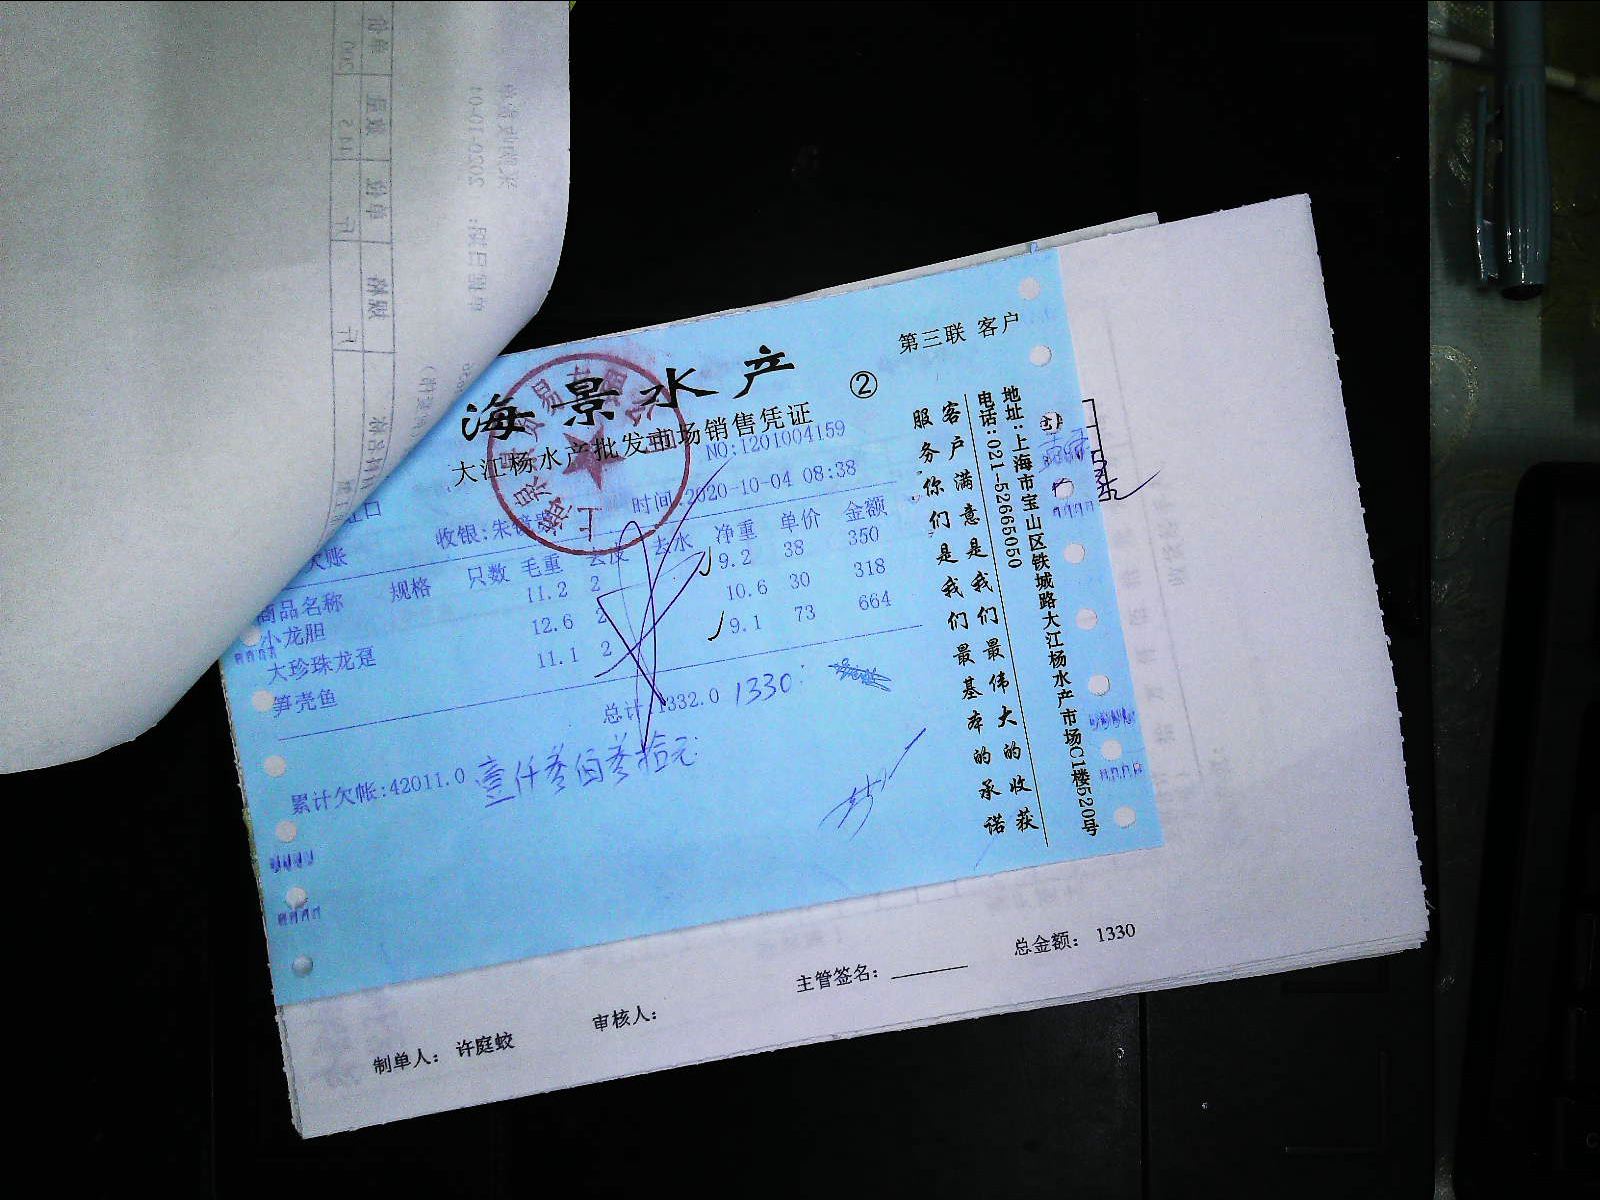 第三联 客户
海景水产
②
大江杨水产批发市场销售凭证
NO:1201004159
收银:朱
时间:2020-10-04 08:38
商品名称 规格 只数 毛重 去皮 去水 净重 单价 金额
小龙胆 11.2 2 9.2 38 350
大珍珠龙趸 12.6 2 10.6 30 318
笋壳鱼 11.1 2 9.1 73 664
总计:1332.0 1330.
累计欠帐:42011.0 壹仟叁佰叁拾元
地址:上海市宝山区铁城路大江杨水产市场C1楼520号
电话:021-52665050
客户满意是我们最伟大的收获
服务你们是我们最基本的承诺
制单人: 许庭蛟
审核人:
主管签名:
总金额: 1330